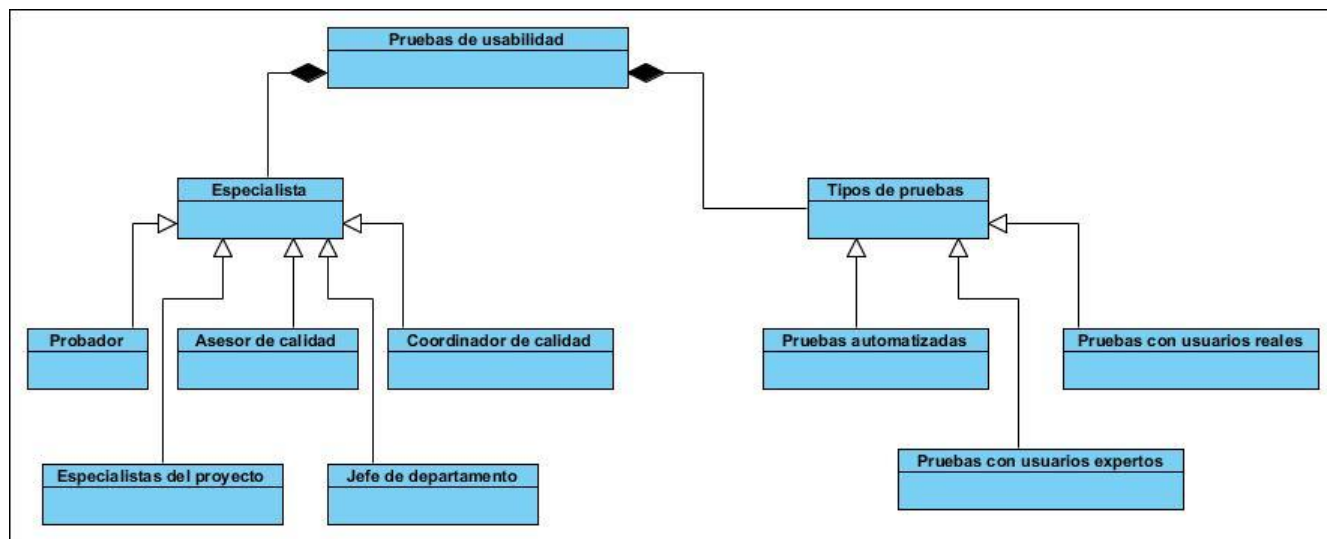 Pruebas de usabilidad
Especialista
Tipos de pruebas
Probador
Asesor de calidad
Coordinador de calidad
Pruebas automatizadas
Pruebas con usuarios reales
Especialistas del proyecto
Jefe de departamento
Pruebas con usuarios expertos